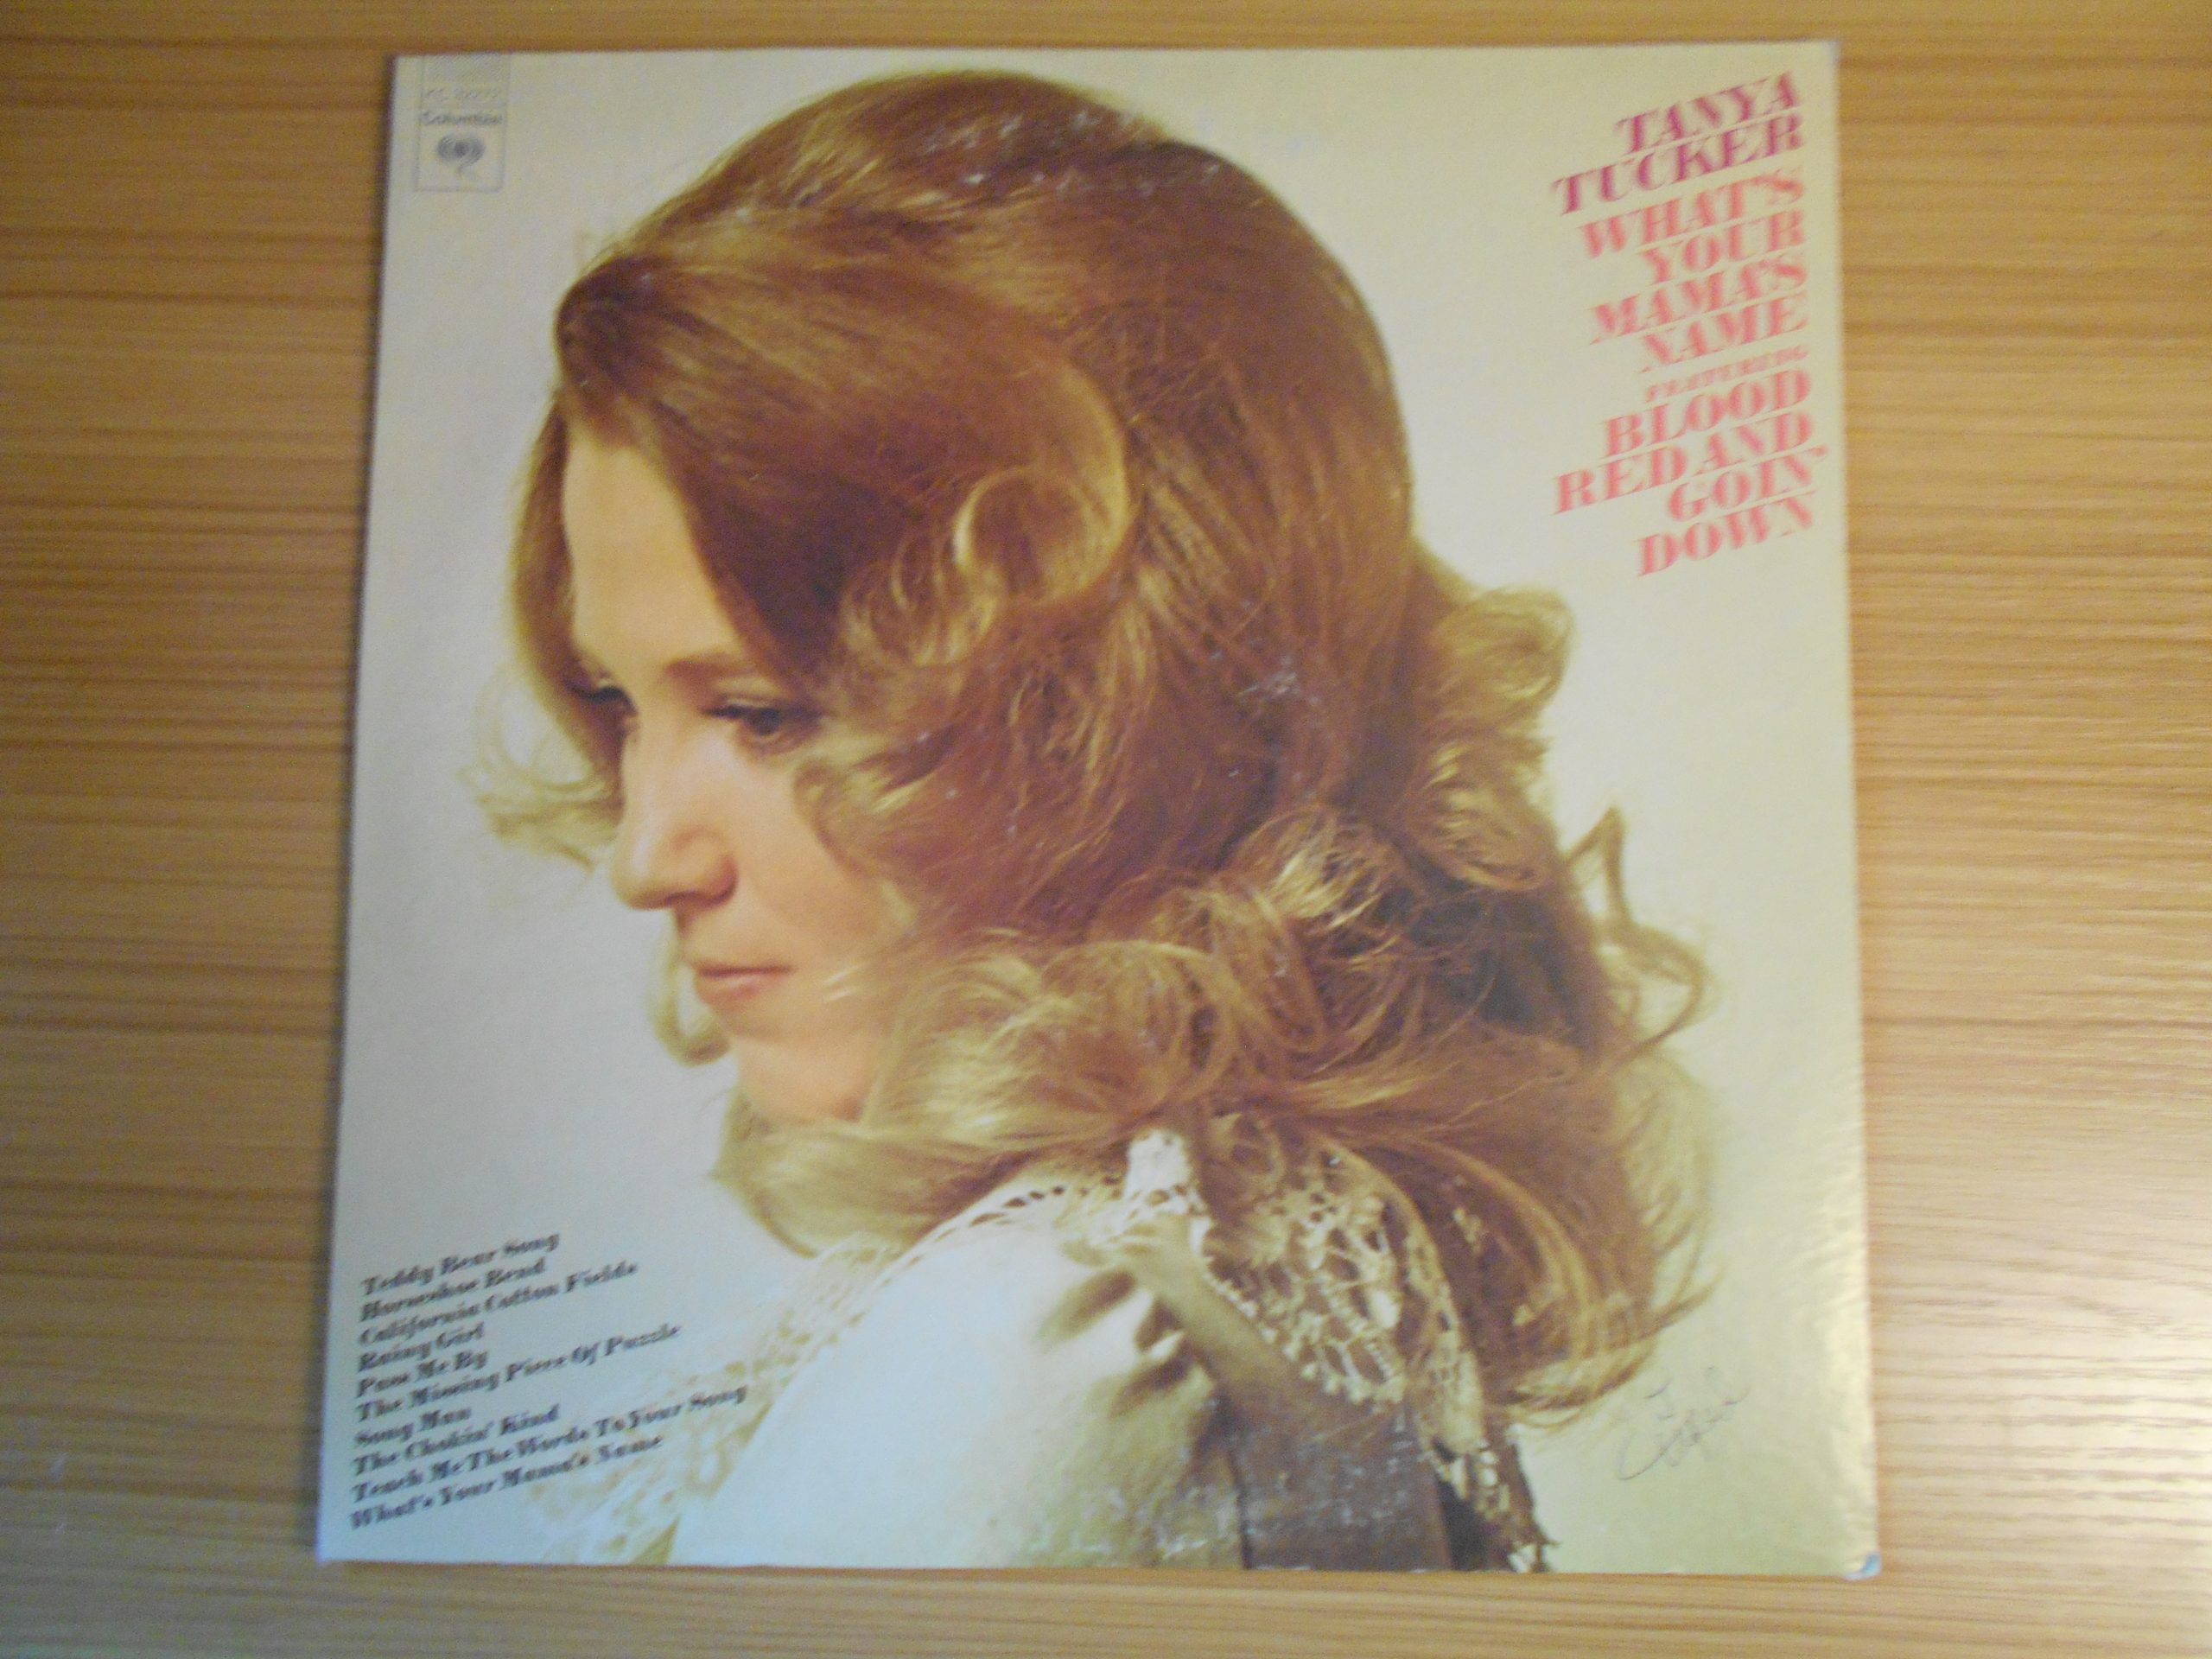 Columbia
TANYA
TUCKER
WHAT'S
YOUR
MAMA'S
NAME
FEATURING
BLOOD
RED AND
GOIN'
DOWN
Teddy Bear Song
Horseshoe Bend
California Cotton Fields
Rainy Girl
Pass Me By
The Missing Piece Of Puzzle
Song Man
The Chokin' Kind
Teach Me The Words To Your Song
What's Your Mama's Name